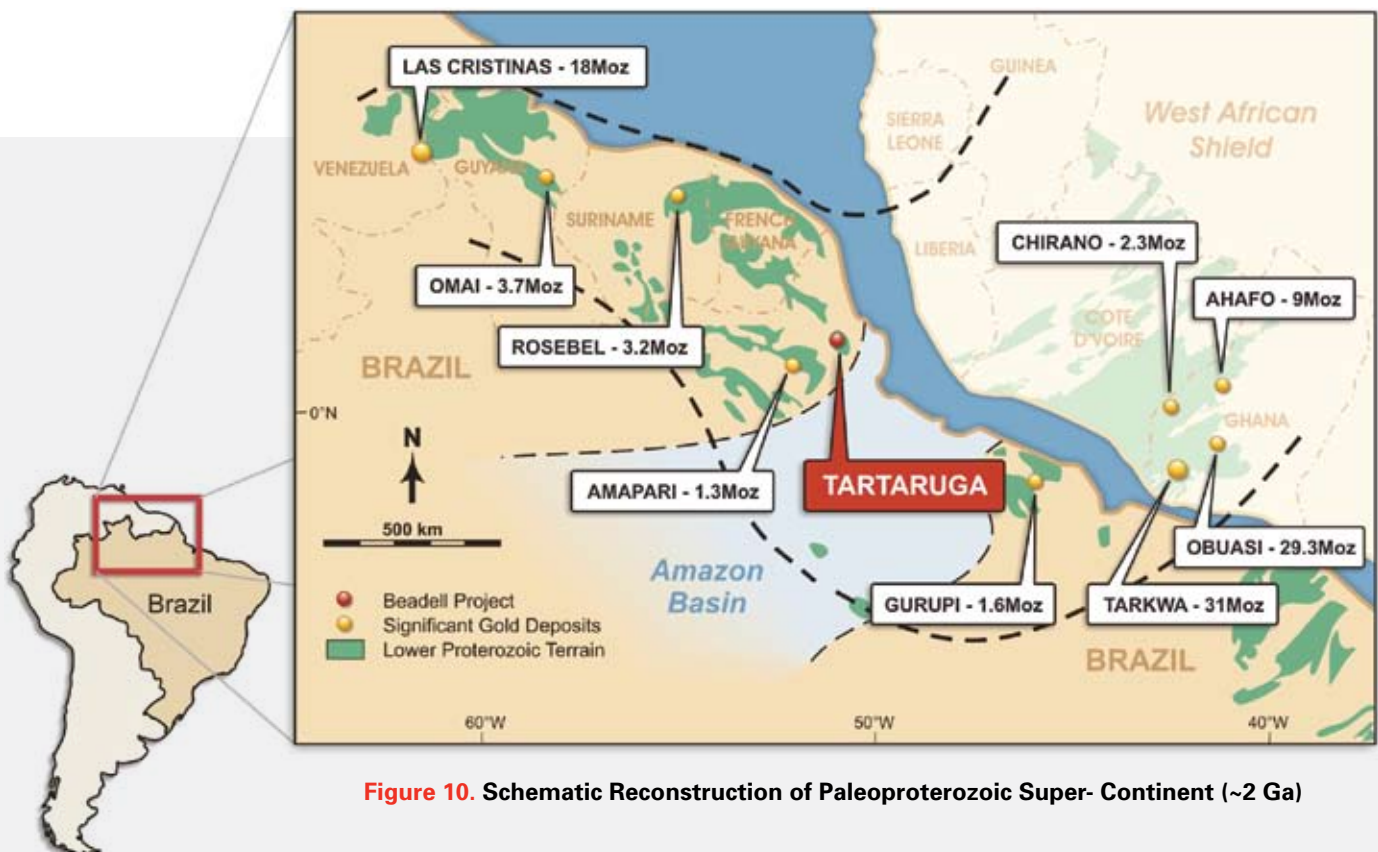 LAS CRISTINAS - 18Moz
GUINEA
SIERRA
LEONE
West African
Shield
VENEZUELA
GUYANA
SURINAME
FRENCH
GUYANA
LIBERIA
CHIRANO - 2.3Moz
OMAI - 3.7Moz
AHAFO - 9Moz
COTE
D'VOIRE
ROSEBEL - 3.2Moz
BRAZIL
0°N
GHANA
N
AMAPARI - 1.3Moz
TARTARUGA
500 km
OBUASI - 29.3Moz
Amazon
Basin
Beadell Project
Significant Gold Deposits
Lower Proterozoic Terrain
GURUPI - 1.6Moz
TARKWA - 31Moz
BRAZIL
Brazil
60°W
50°W
40°W
Figure 10. Schematic Reconstruction of Paleoproterozoic Super- Continent (~2 Ga)